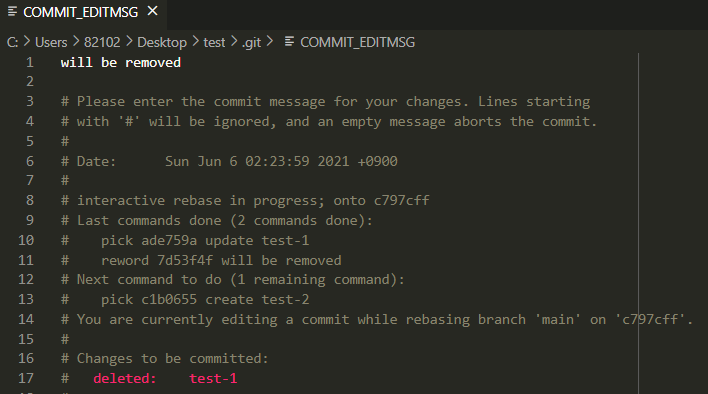 COMMIT_EDITMSG
C: > Users > 82102 > Desktop > test > .git > COMMIT_EDITMSG
1 will be removed
2
3 # Please enter the commit message for your changes. Lines starting
4 # with '#' will be ignored, and an empty message aborts the commit.
5 #
6 # Date:      Sun Jun 6 02:23:59 2021 +0900
7 #
8 # interactive rebase in progress; onto c797cff
9 # Last commands done (2 commands done):
10 #    pick ade759a update test-1
11 #    reword 7d53f4f will be removed
12 # Next command to do (1 remaining command):
13 #    pick c1b0655 create test-2
14 # You are currently editing a commit while rebasing branch 'main' on 'c797cff'.
15 #
16 # Changes to be committed:
17 #   deleted:    test-1